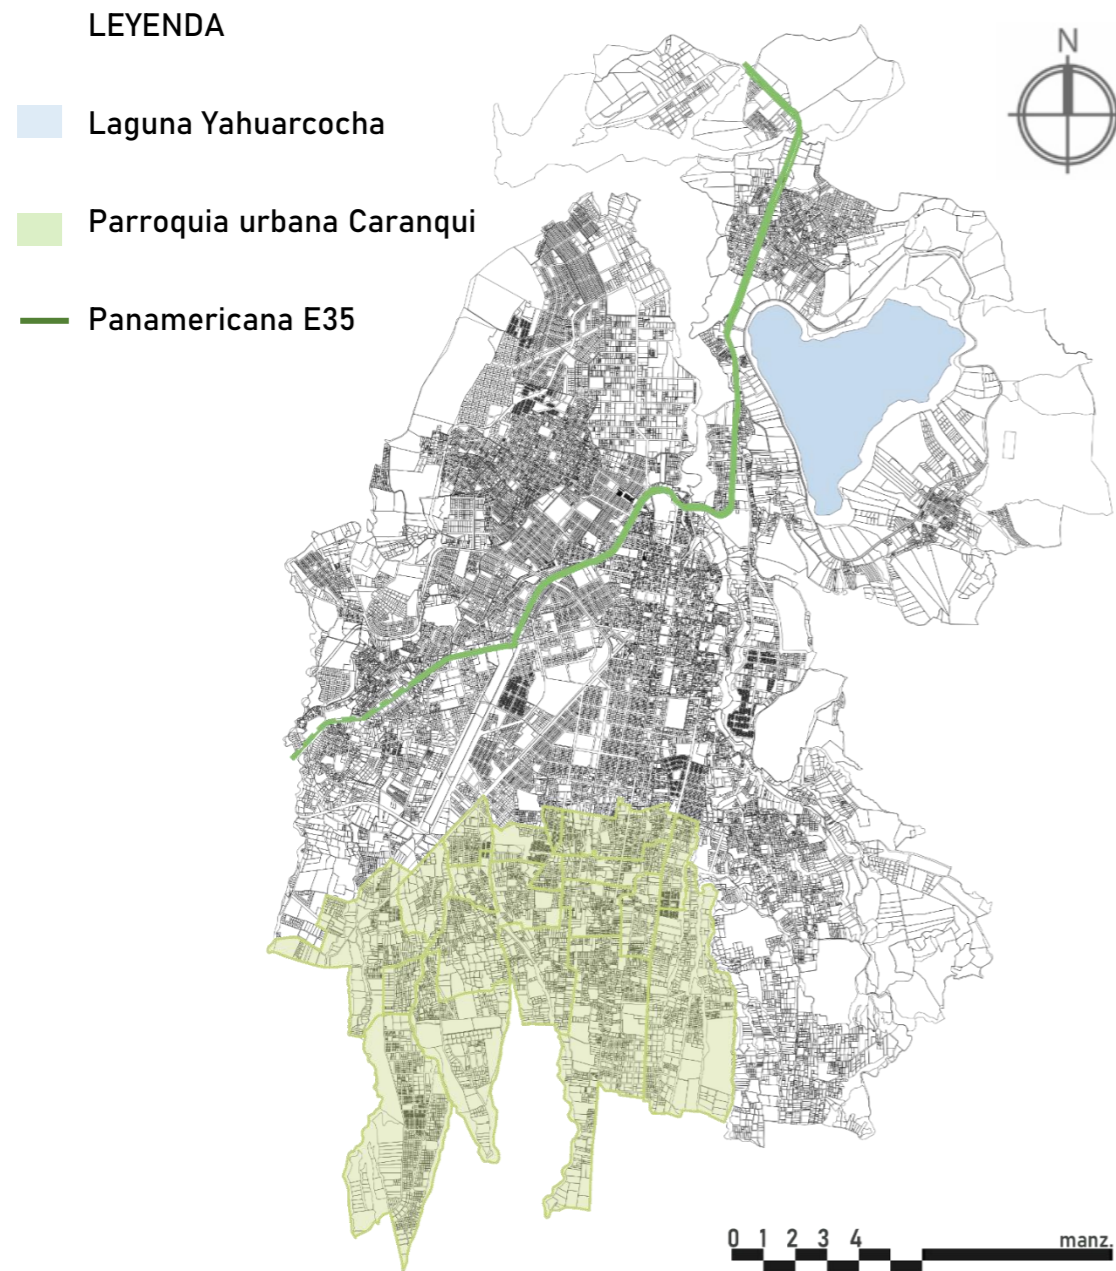 LEYENDA
Laguna Yahuarcocha
Parroquia urbana Caranqui
Panamericana E35
N
0 1 2 3 4 manz.